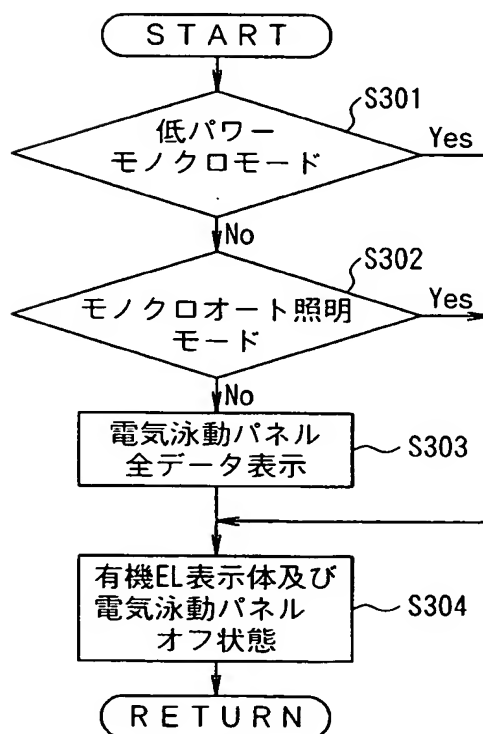 START
S301
低パワー
モノクロモード
Yes
No
S302
モノクロオート照明
モード
Yes
No
電気泳動パネル
全データ表示
S303
有機EL表示体及び
電気泳動パネル
オフ状態
S304
RETURN